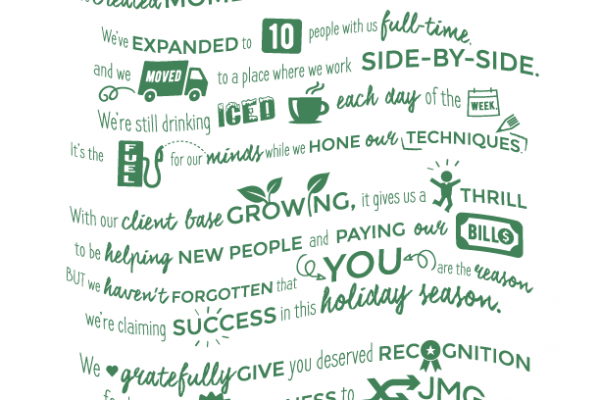 created MOME
We've EXPANDED to 10 people with us full-time.
and we MOVED to a place where we work SIDE-BY-SIDE.
We're still drinking ICED each day of the WEEK.
It's the FUEL for our minds while we HONE our TECHNIQUES.
With our client base GROWING, it gives us a THRILL
to be helping NEW PEOPLE and PAYING our BILL$
BUT we haven't FORGOTTEN that YOU are the reason
we're claiming SUCCESS in this holiday season.
We gratefully GIVE you deserved RECOGNITION
to JMG